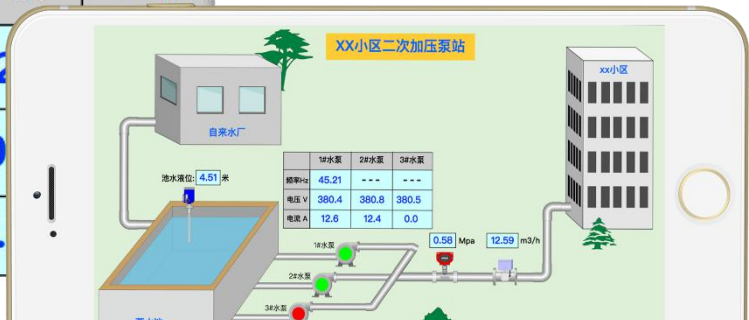 XX小区二次加压泵站
xx小区
自来水厂
池水液位: 4.51 米
1#水泵 2#水泵 3#水泵
频率Hz 45.21 --- ---
电压 V 380.4 380.8 380.5
电流 A 12.6 12.4 0.0
0.58 Mpa 12.59 m3/h
1#水泵
2#水泵
3#水泵